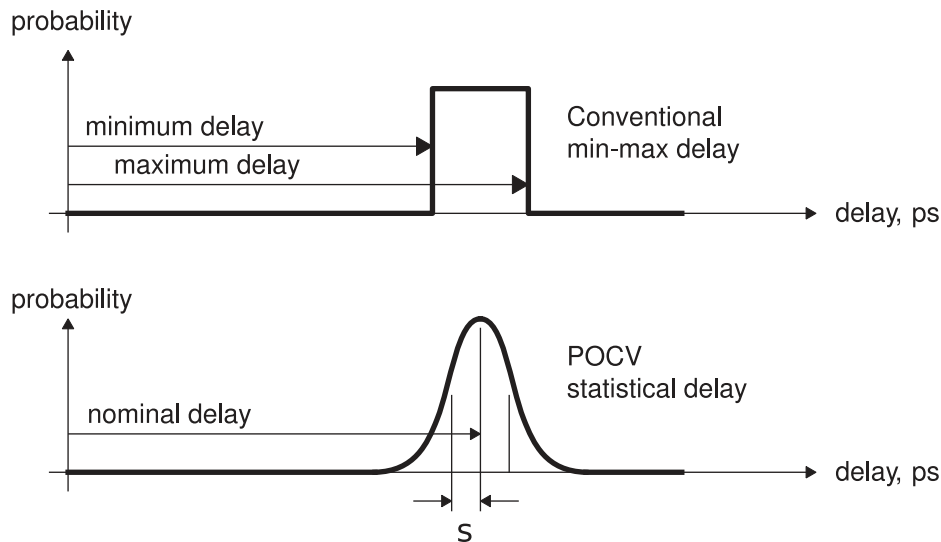 probability
minimum delay
maximum delay
Conventional
min-max delay
delay, ps
probability
POCV
statistical delay
nominal delay
delay, ps
S